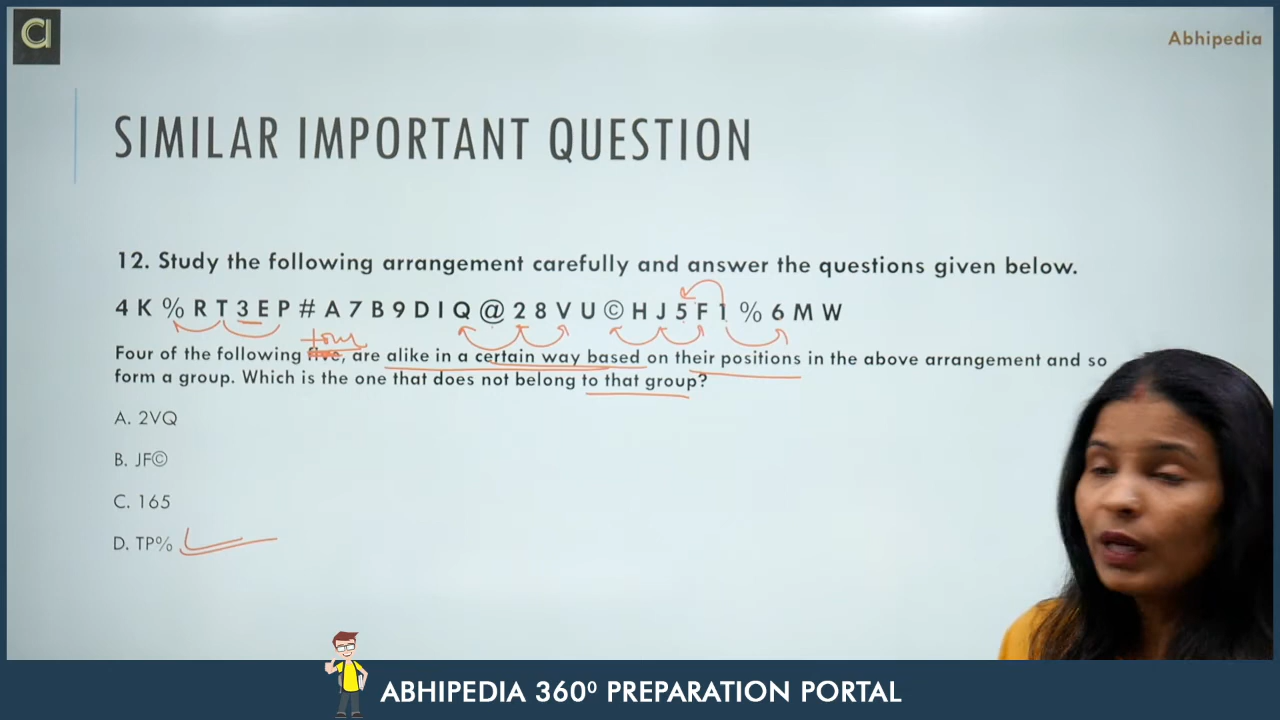 Abhipedia
SIMILAR IMPORTANT QUESTION
12. Study the following arrangement carefully and answer the questions given below.
4 K % R T 3 E P # A 7 B 9 D I Q @ 2 8 V U © H J 5 F 1 % 6 M W
four
Four of the following five, are alike in a certain way based on their positions in the above arrangement and so
form a group. Which is the one that does not belong to that group?
A. 2VQ
B. JF©
C. 165
D. TP%
ABHIPEDIA 360⁰ PREPARATION PORTAL